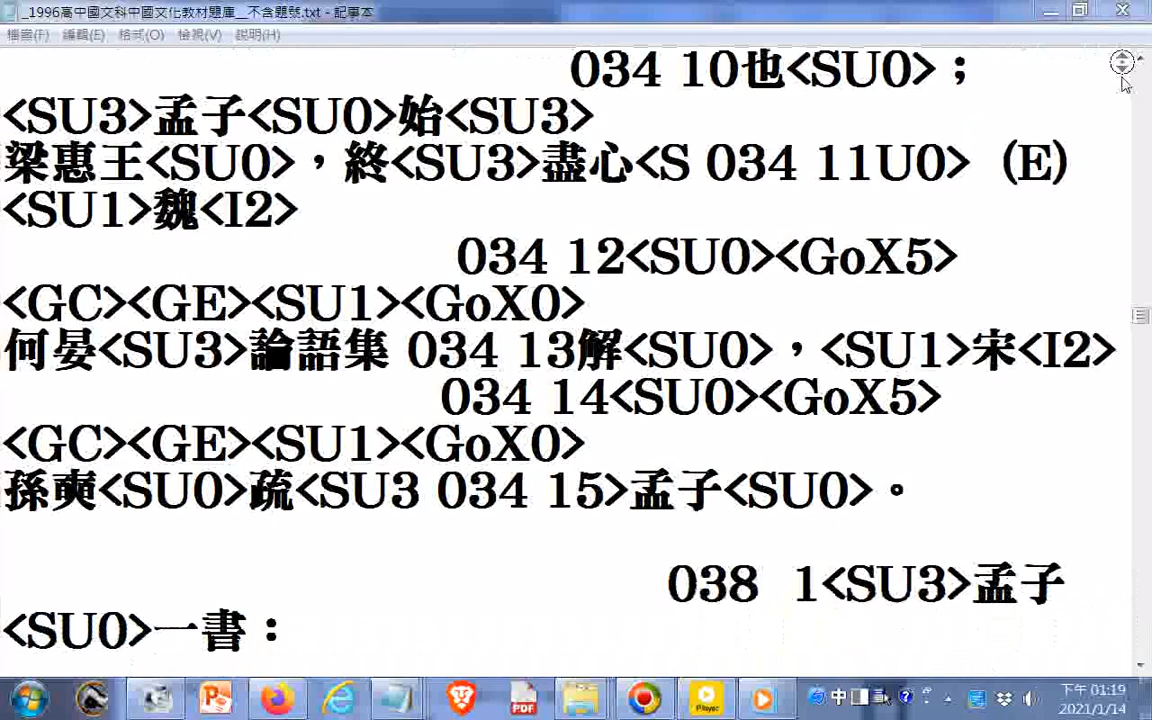 _1996高中國文科中國文化教材題庫__不含題號.txt - 記事本
檔案(F) 編輯(E) 格式(O) 檢視(V) 說明(H)
034 10也<SU0>；
<SU3>孟子<SU0>始<SU3>
梁惠王<SU0>，終<SU3>盡心<S 034 11U0> (E)
<SU1>魏<I2>
034 12<SU0><GoX5>
<GC><GE><SU1><GoX0>
何晏<SU3>論語集 034 13解<SU0>，<SU1>宋<I2>
034 14<SU0><GoX5>
<GC><GE><SU1><GoX0>
孫奭<SU0>疏<SU3 034 15>孟子<SU0>。
038  1<SU3>孟子
<SU0>一書：
PDF
Player
中
下午 01:19
2021/1/14